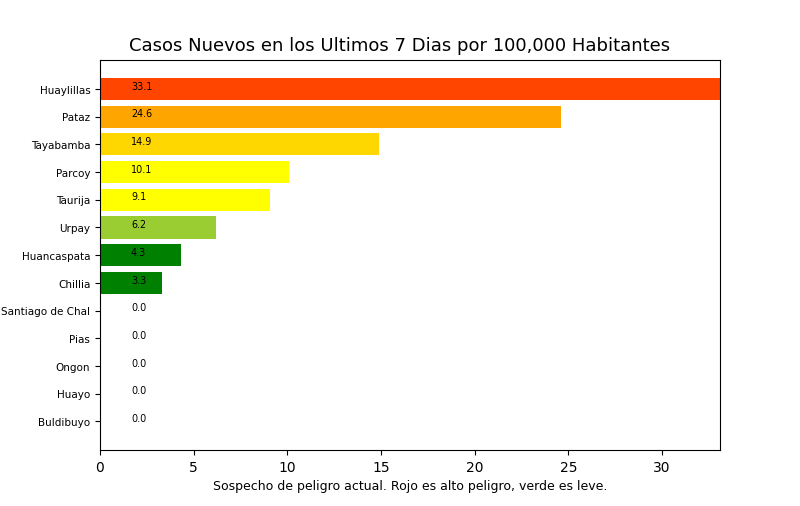 Casos Nuevos en los Ultimos 7 Dias por 100,000 Habitantes
Huaylillas 33.1
Pataz 24.6
Tayabamba 14.9
Parcoy 10.1
Taurija 9.1
Urpay 6.2
Huancaspata 4.3
Chillia 3.3
Santiago de Chal 0.0
Pias 0.0
Ongon 0.0
Huayo 0.0
Buldibuyo 0.0
0 5 10 15 20 25 30
Sospecho de peligro actual. Rojo es alto peligro, verde es leve.